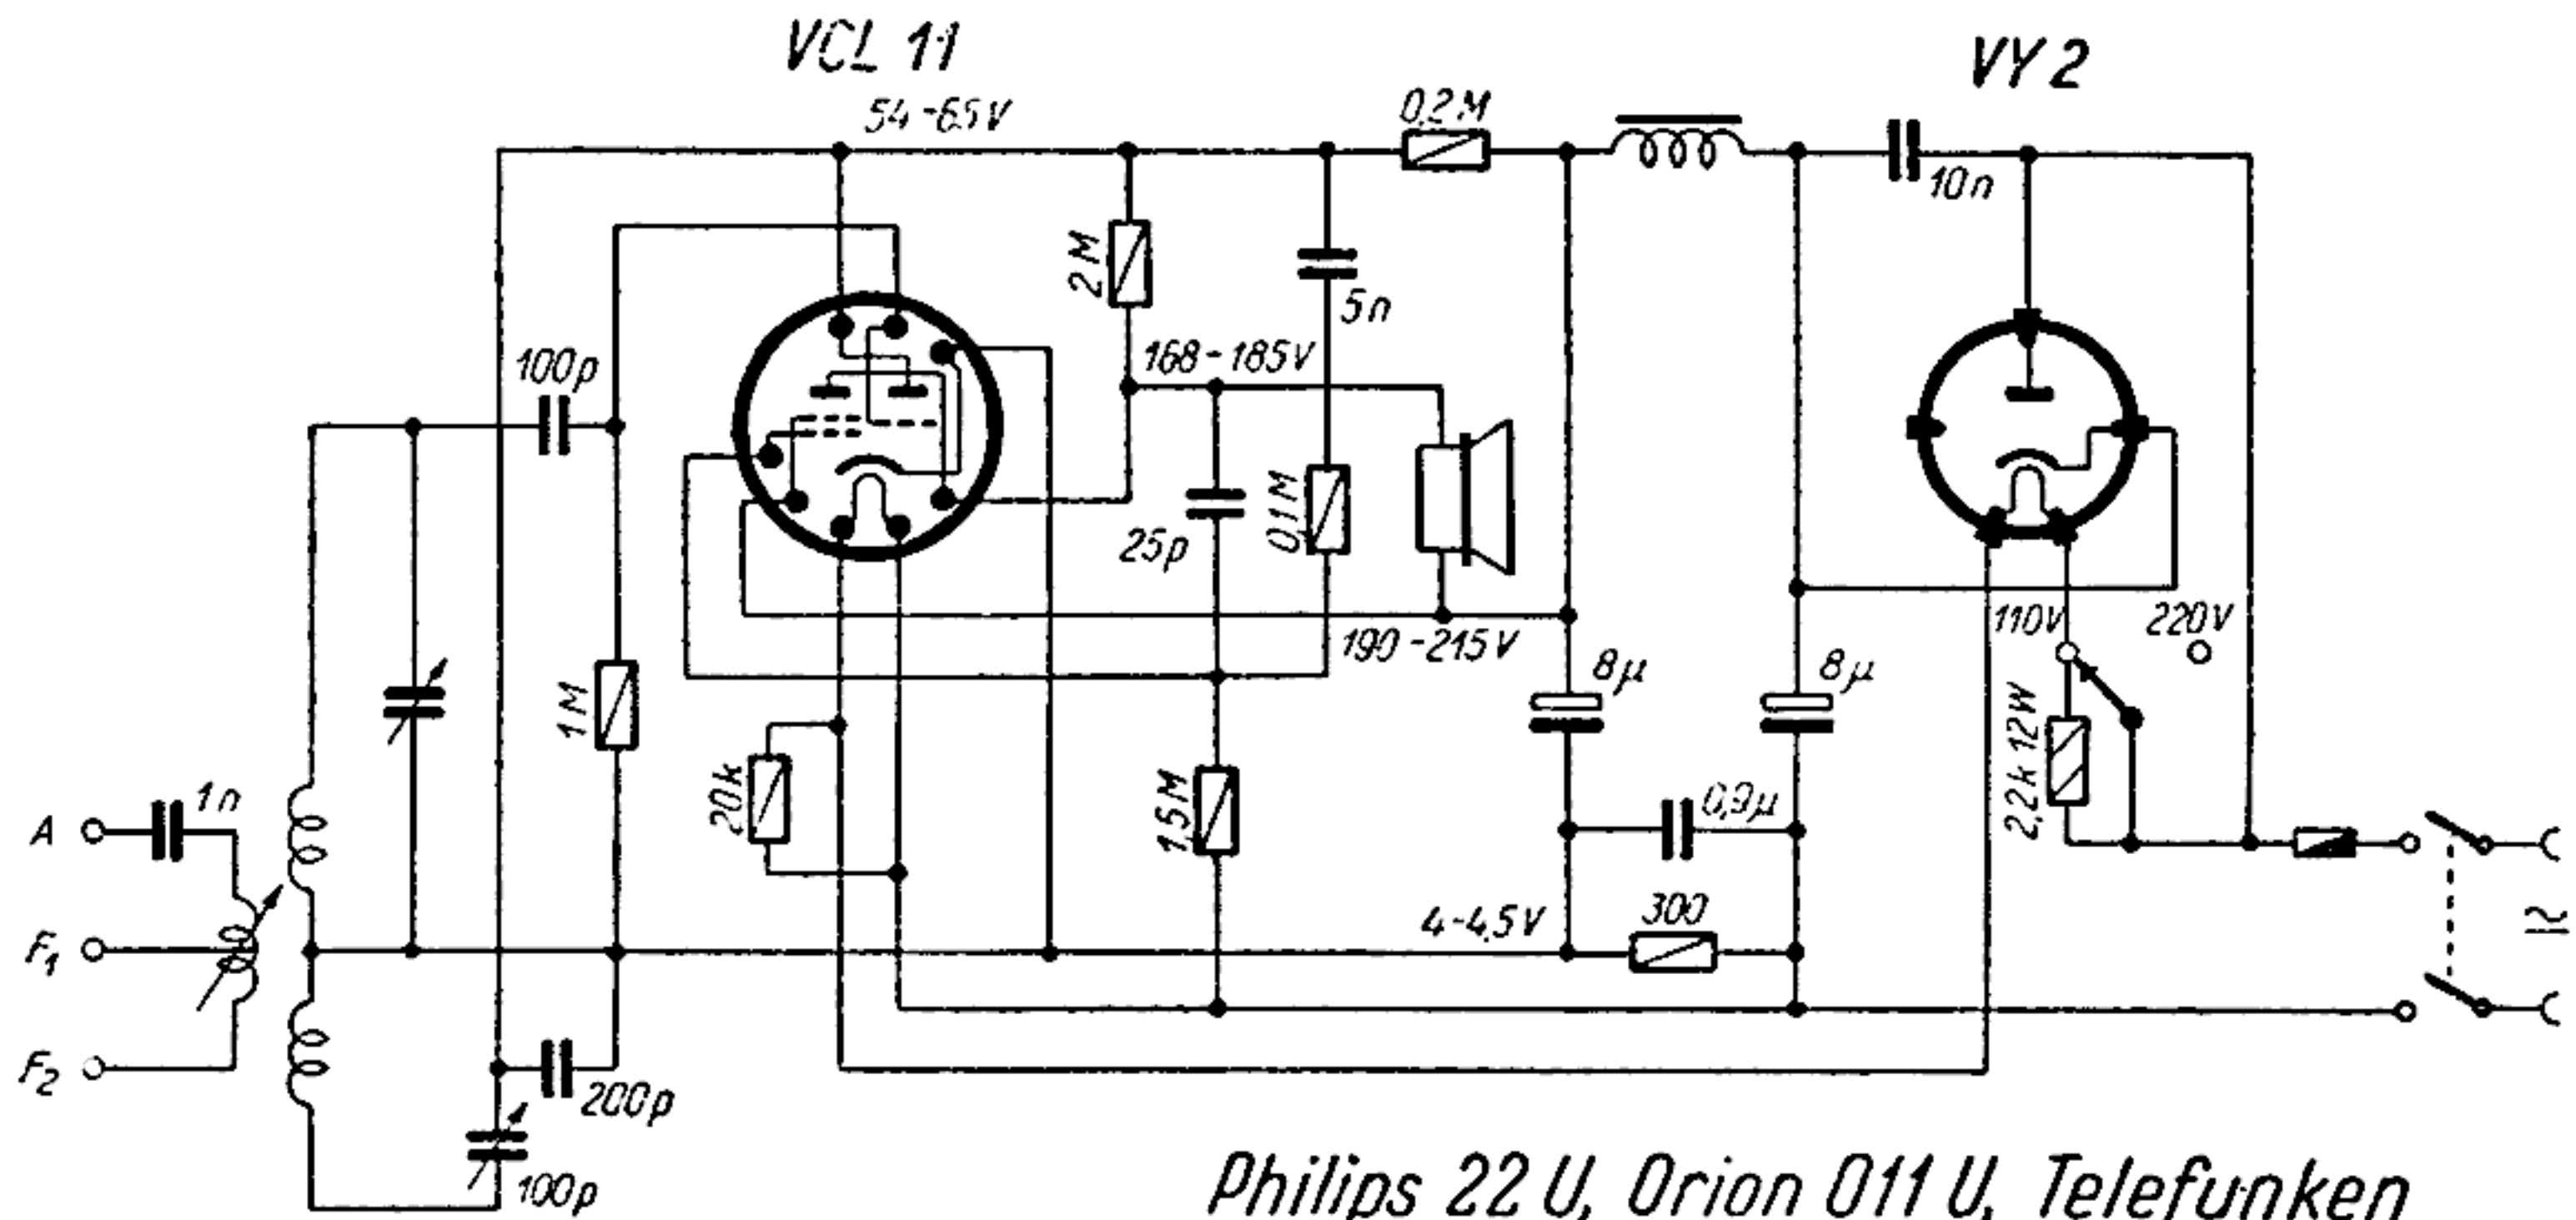 VCL 11
VY 2
54-65V
0,2M
10n
2M
5n
100p
168-185V
0,1M
25p
190-215V
110V
220V
8μ
8μ
1M
20k
1,5M
2,2k 12W
0,9μ
A
1n
4-4,5V
300
F1
F2
200p
100p
Philips 22 U, Orion 011 U, Telefunken